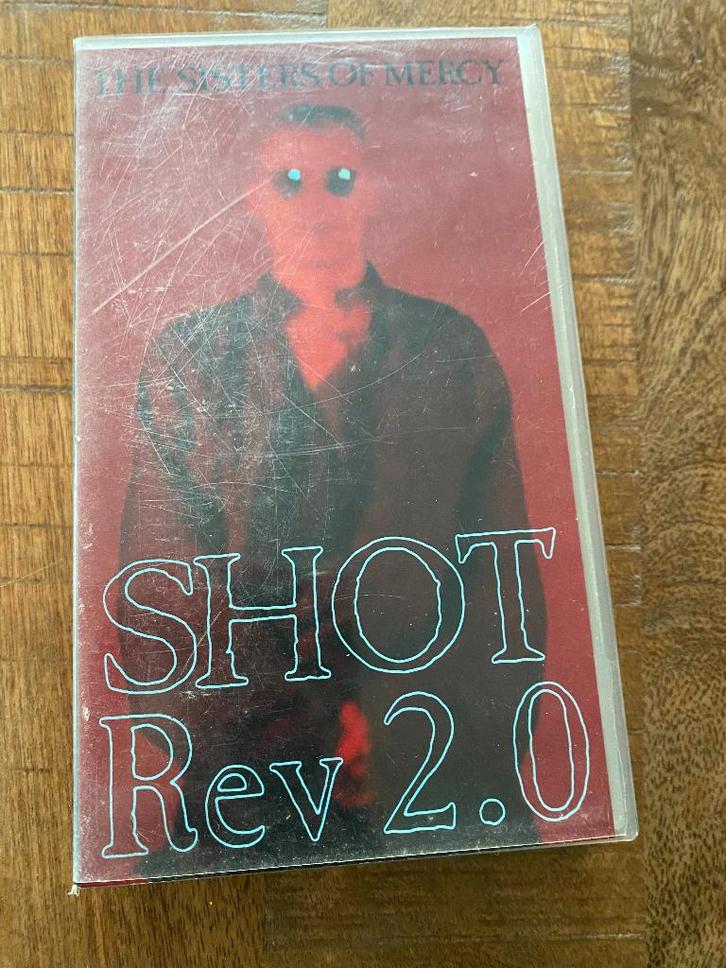 THE SISTERS OF MERCY
SHOT
Rev 2.0